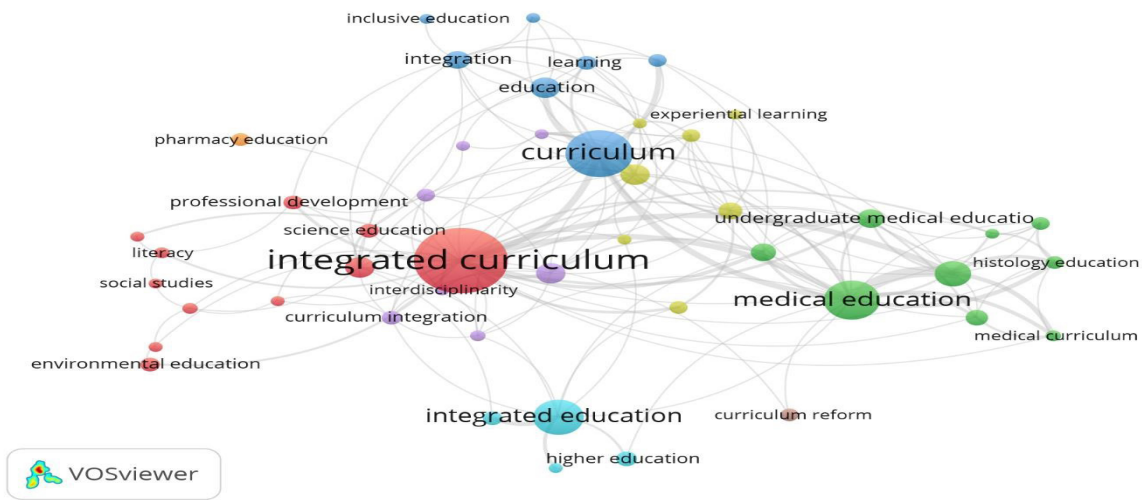 inclusive education
integration
learning
education
experiential learning
pharmacy education
curriculum
professional development
undergraduate medical educatio
science education
literacy
integrated curriculum
histology education
social studies
interdisciplinarity
medical education
curriculum integration
medical curriculum
environmental education
integrated education
curriculum reform
higher education
VOSviewer